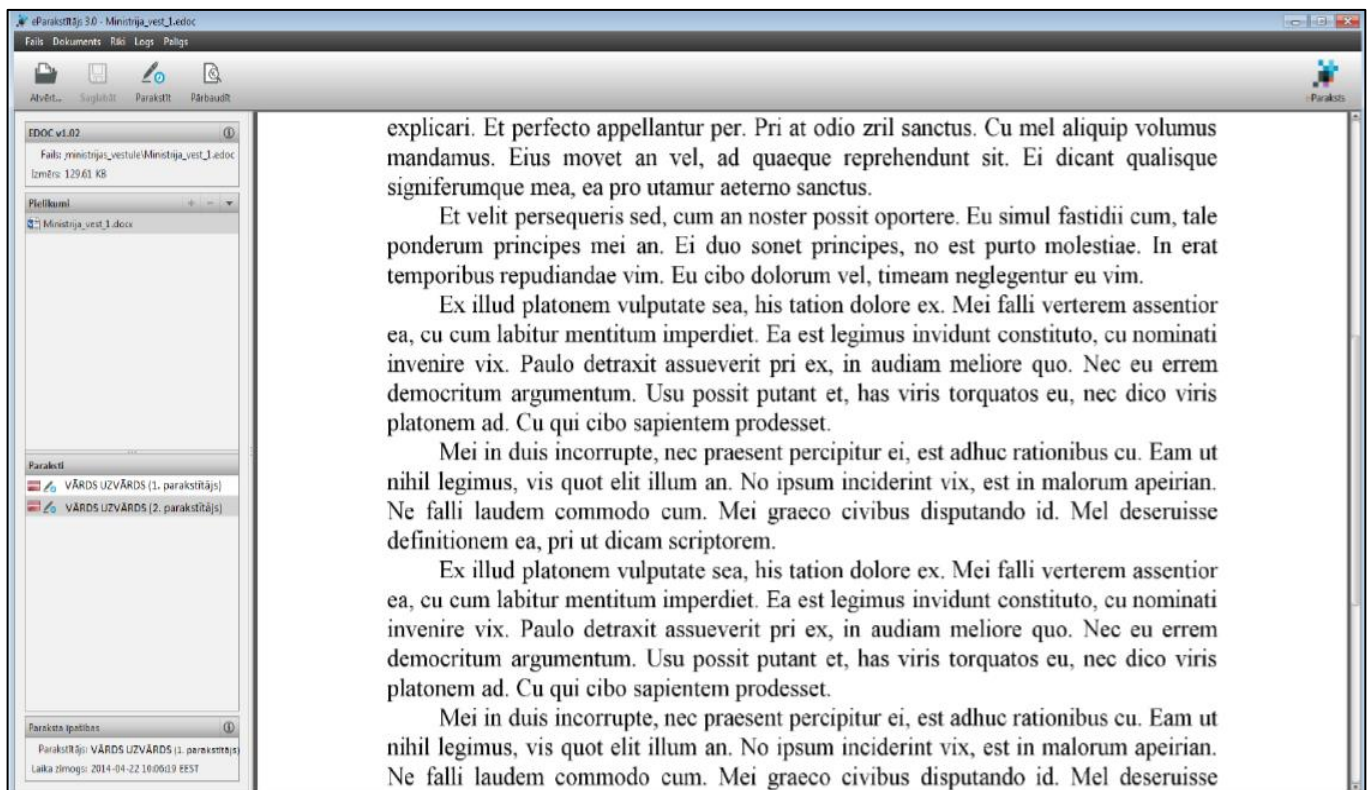 eParakstītājs 3.0 - Ministrija_vest_1.edoc
Fails Dokuments Rīki Logs Palīgs
Atvērt... Saglabāt Parakstīt Pārbaudīt
eParaksts
EDOC v1.02
Fails: /ministrijas_vestule\Ministrija_vest_1.edoc
Izmērs: 129.61 KB
Pielikumi
Ministrija_vest_1.docx
Paraksti
VĀRDS UZVĀRDS (1. parakstītājs)
VĀRDS UZVĀRDS (2. parakstītājs)
Paraksta īpašības
Parakstītājs: VĀRDS UZVĀRDS (1. parakstītājs)
Laika zīmogs: 2014-04-22 10:06:19 EEST
explicari. Et perfecto appellantur per. Pri at odio zril sanctus. Cu mel aliquip volumus
mandamus. Eius movet an vel, ad quaeque reprehendunt sit. Ei dicant qualisque
signiferumque mea, ea pro utamur aeterno sanctus.
Et velit persequeris sed, cum an noster possit oportere. Eu simul fastidii cum, tale
ponderum principes mei an. Ei duo sonet principes, no est purto molestiae. In erat
temporibus repudiandae vim. Eu cibo dolorum vel, timeam neglegentur eu vim.
Ex illud platonem vulputate sea, his tation dolore ex. Mei falli verterem assentior
ea, cu cum labitur mentitum imperdiet. Ea est legimus invidunt constituto, cu nominati
invenire vix. Paulo detraxit assueverit pri ex, in audiam meliore quo. Nec eu errem
democritum argumentum. Usu possit putant et, has viris torquatos eu, nec dico viris
platonem ad. Cu qui cibo sapientem prodesset.
Mei in duis incorrupte, nec praesent percipitur ei, est adhuc rationibus cu. Eam ut
nihil legimus, vis quot elit illum an. No ipsum inciderint vix, est in malorum apeirian.
Ne falli laudem commodo cum. Mei graeco civibus disputando id. Mel deseruisse
definitionem ea, pri ut dicam scriptorem.
Ex illud platonem vulputate sea, his tation dolore ex. Mei falli verterem assentior
ea, cu cum labitur mentitum imperdiet. Ea est legimus invidunt constituto, cu nominati
invenire vix. Paulo detraxit assueverit pri ex, in audiam meliore quo. Nec eu errem
democritum argumentum. Usu possit putant et, has viris torquatos eu, nec dico viris
platonem ad. Cu qui cibo sapientem prodesset.
Mei in duis incorrupte, nec praesent percipitur ei, est adhuc rationibus cu. Eam ut
nihil legimus, vis quot elit illum an. No ipsum inciderint vix, est in malorum apeirian.
Ne falli laudem commodo cum. Mei graeco civibus disputando id. Mel deseruisse